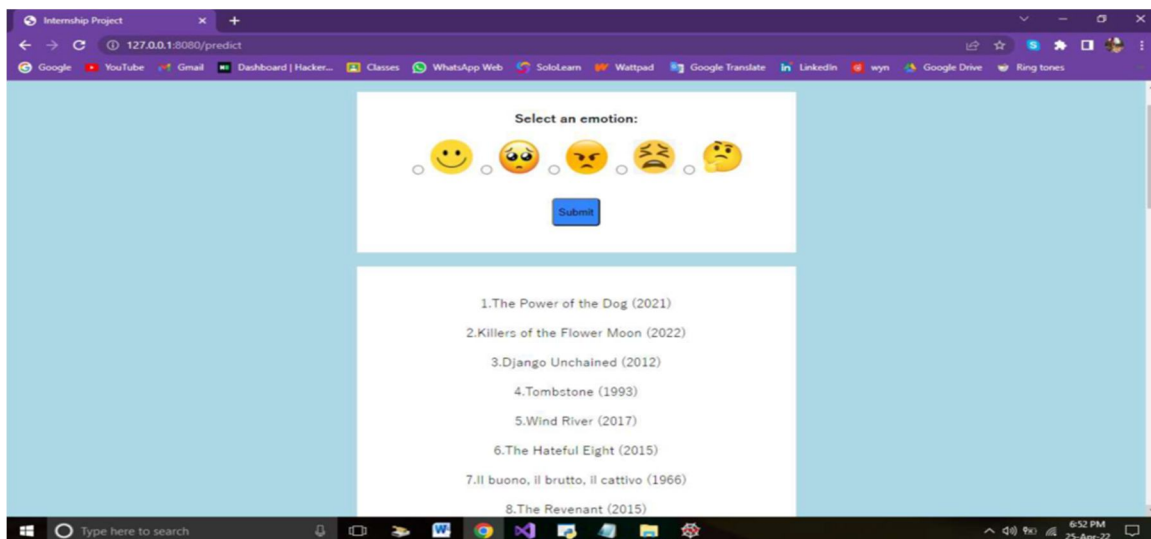 Internship Project
127.0.0.1:8080/predict
Google YouTube Gmail Dashboard | Hacker... Classes WhatsApp Web SoloLearn Wattpad Google Translate LinkedIn wyn Google Drive Ring tones
Select an emotion:
Submit
1.The Power of the Dog (2021)
2.Killers of the Flower Moon (2022)
3.Django Unchained (2012)
4.Tombstone (1993)
5.Wind River (2017)
6.The Hateful Eight (2015)
7.Il buono, il brutto, il cattivo (1966)
8.The Revenant (2015)
Type here to search
6:52 PM
25-Apr-22